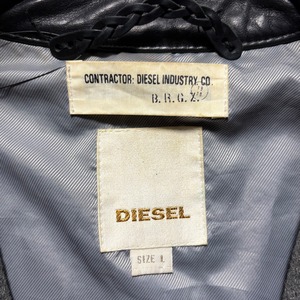 CONTRACTOR: DIESEL INDUSTRY CO.
B.R.G.
DIESEL
SIZE L